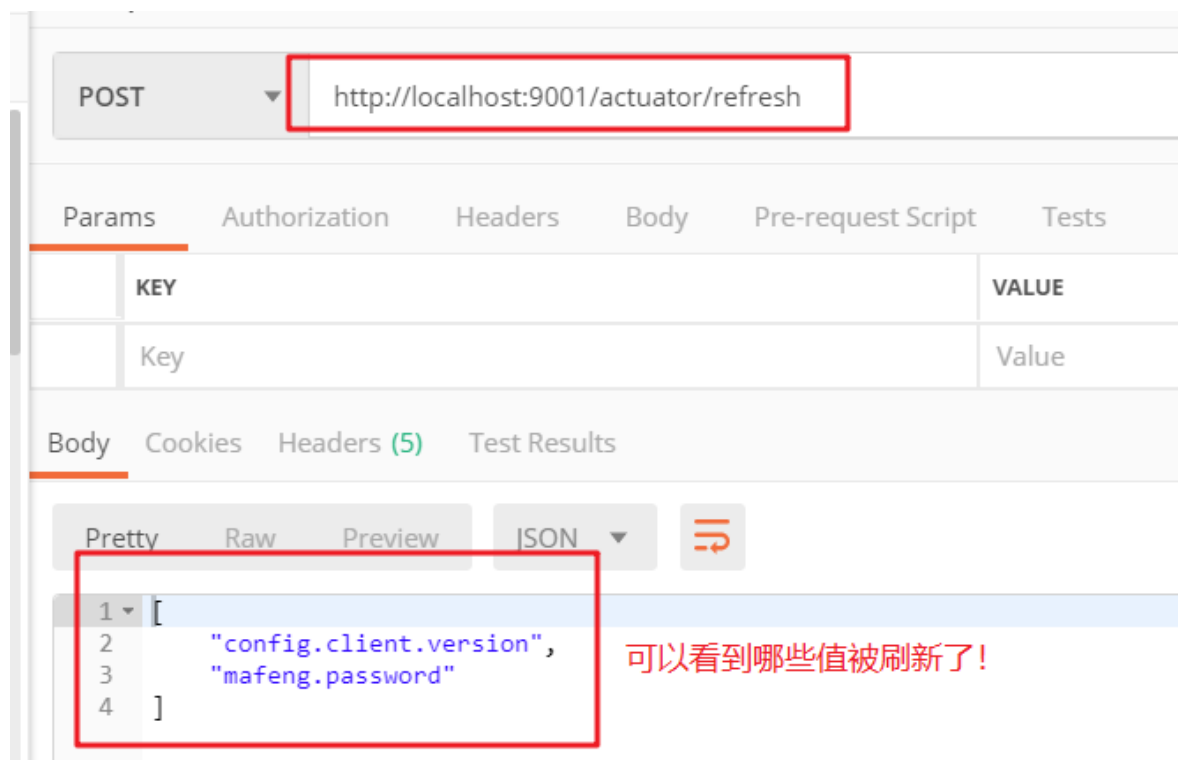 POST http://localhost:9001/actuator/refresh
Params Authorization Headers Body Pre-request Script Tests
KEY VALUE
Key Value
Body Cookies Headers (5) Test Results
Pretty Raw Preview JSON
1 [
2 "config.client.version",
3 "mafeng.password"
4 ]
可以看到哪些值被刷新了！